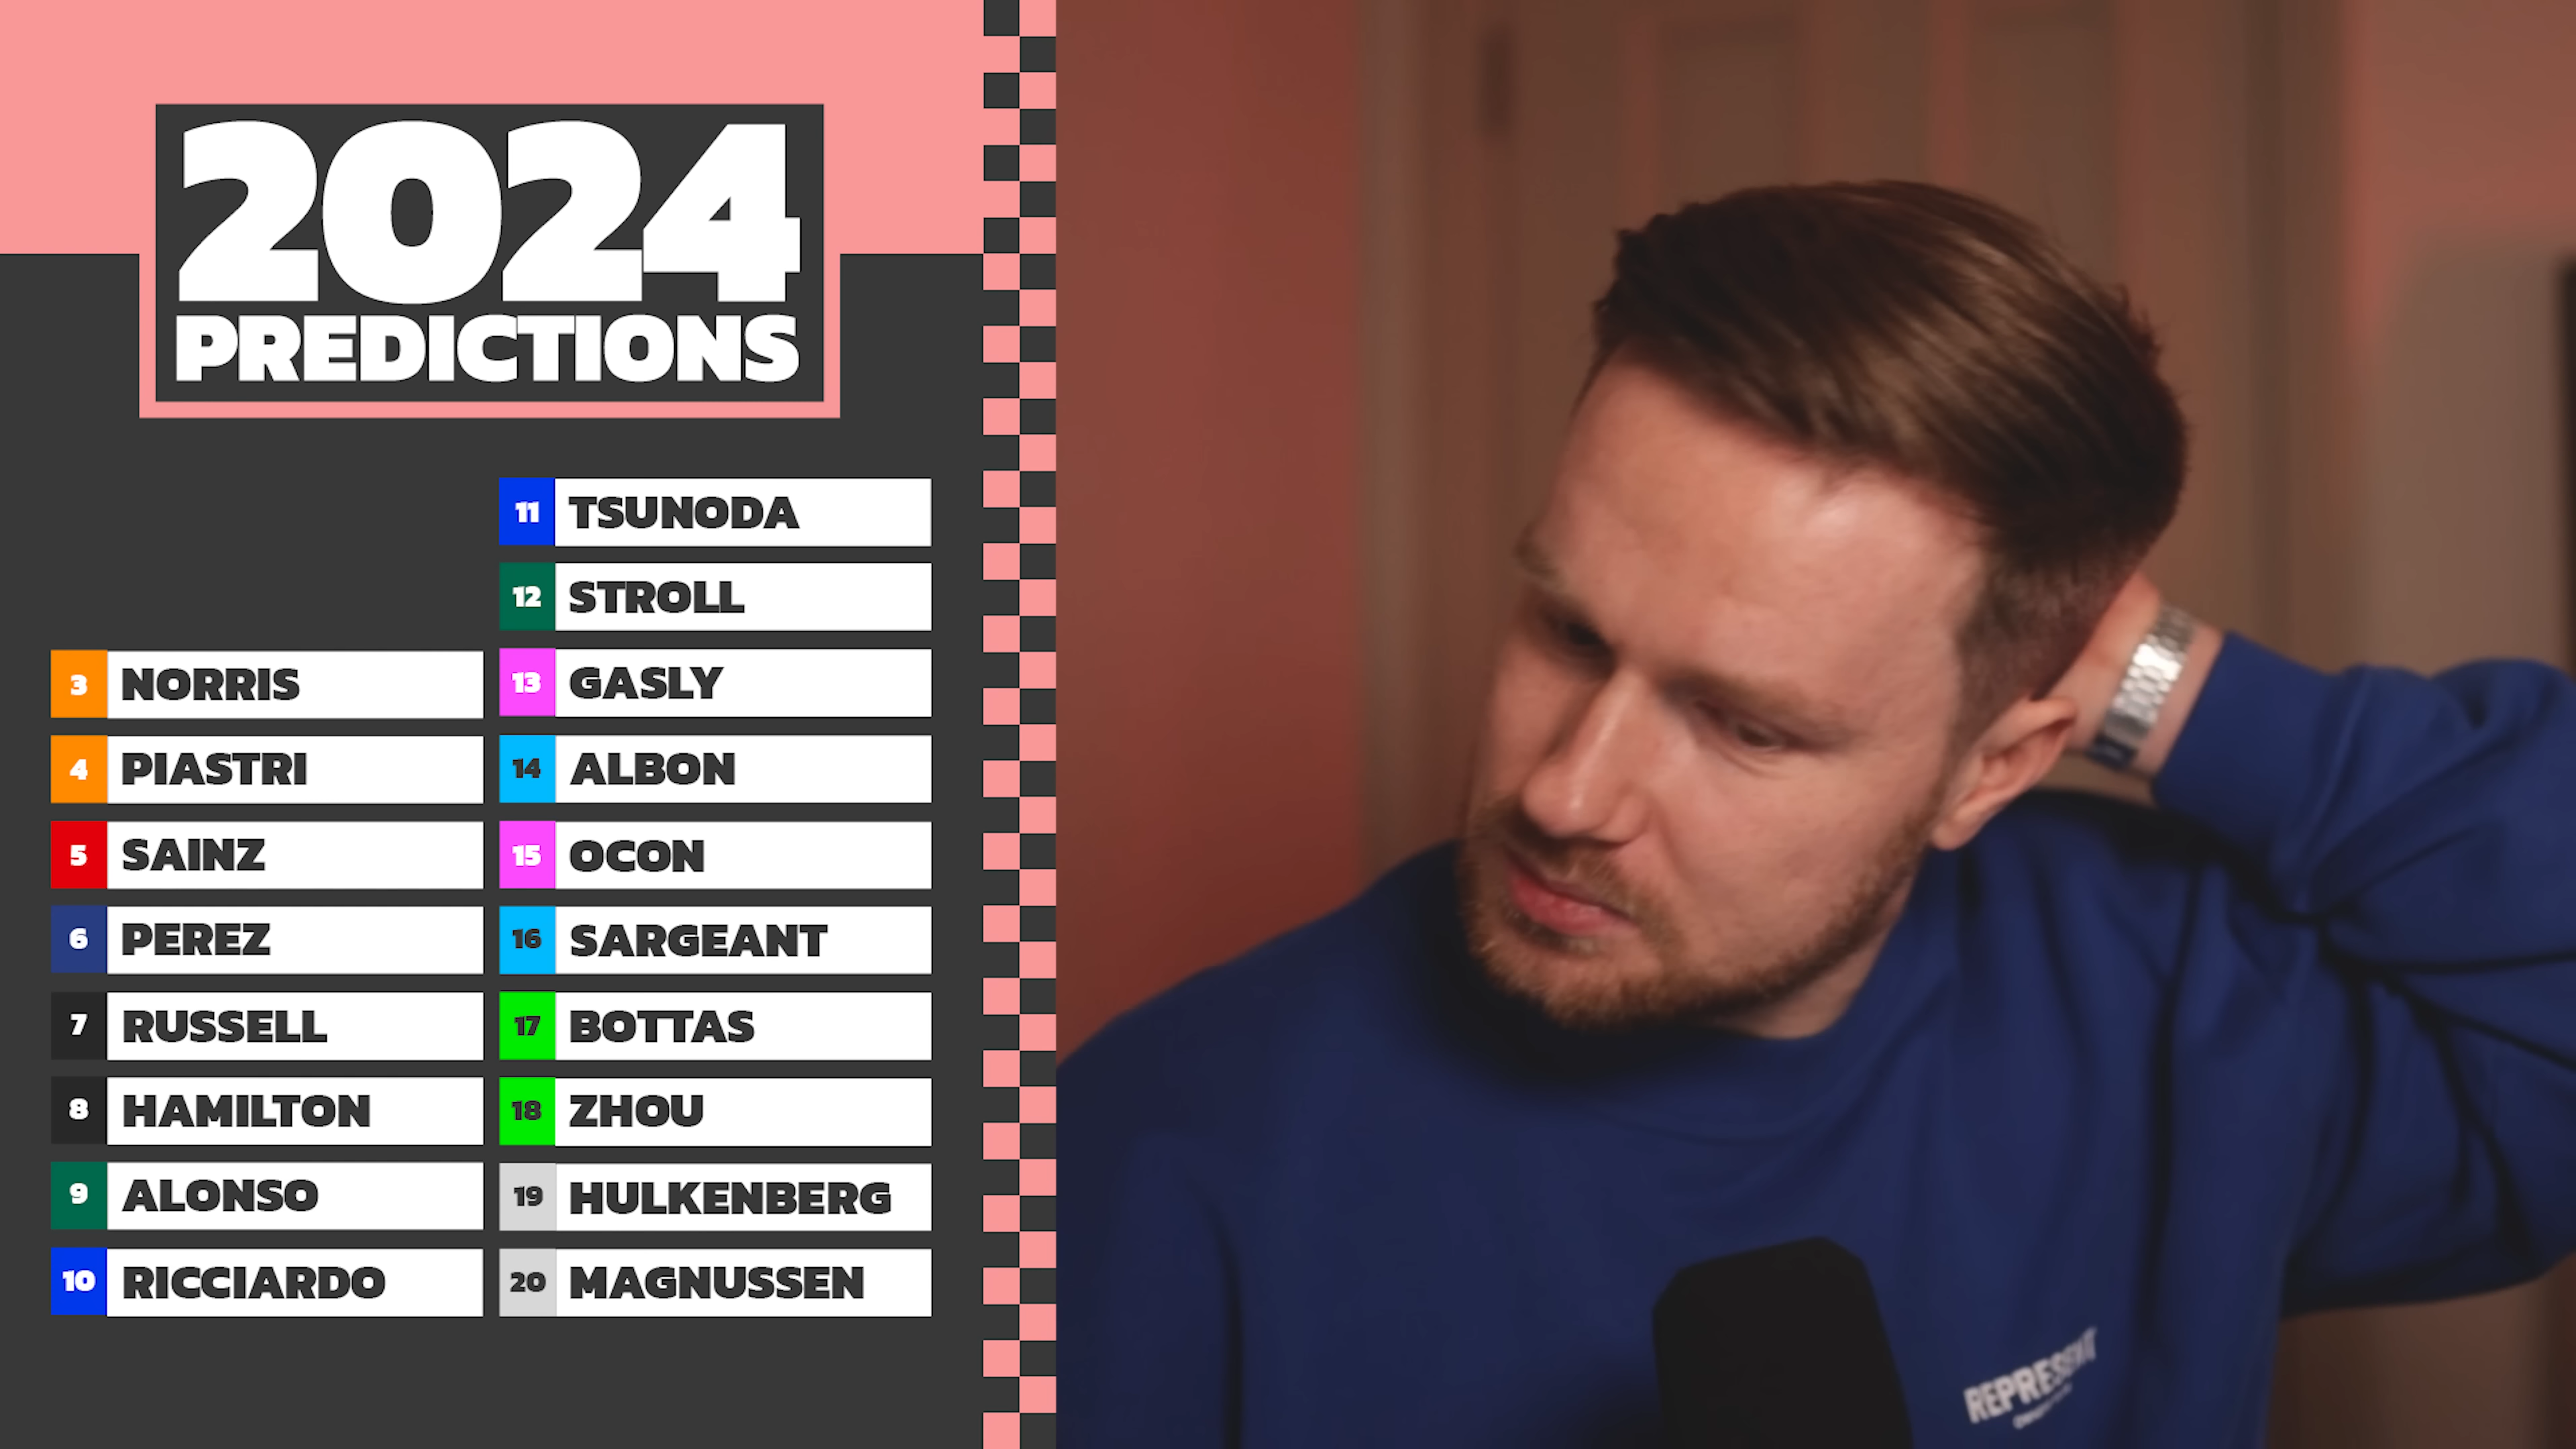 2024
PREDICTIONS
3 NORRIS
4 PIASTRI
5 SAINZ
6 PEREZ
7 RUSSELL
8 HAMILTON
9 ALONSO
10 RICCIARDO
11 TSUNODA
12 STROLL
13 GASLY
14 ALBON
15 OCON
16 SARGEANT
17 BOTTAS
18 ZHOU
19 HULKENBERG
20 MAGNUSSEN
REPRESENT